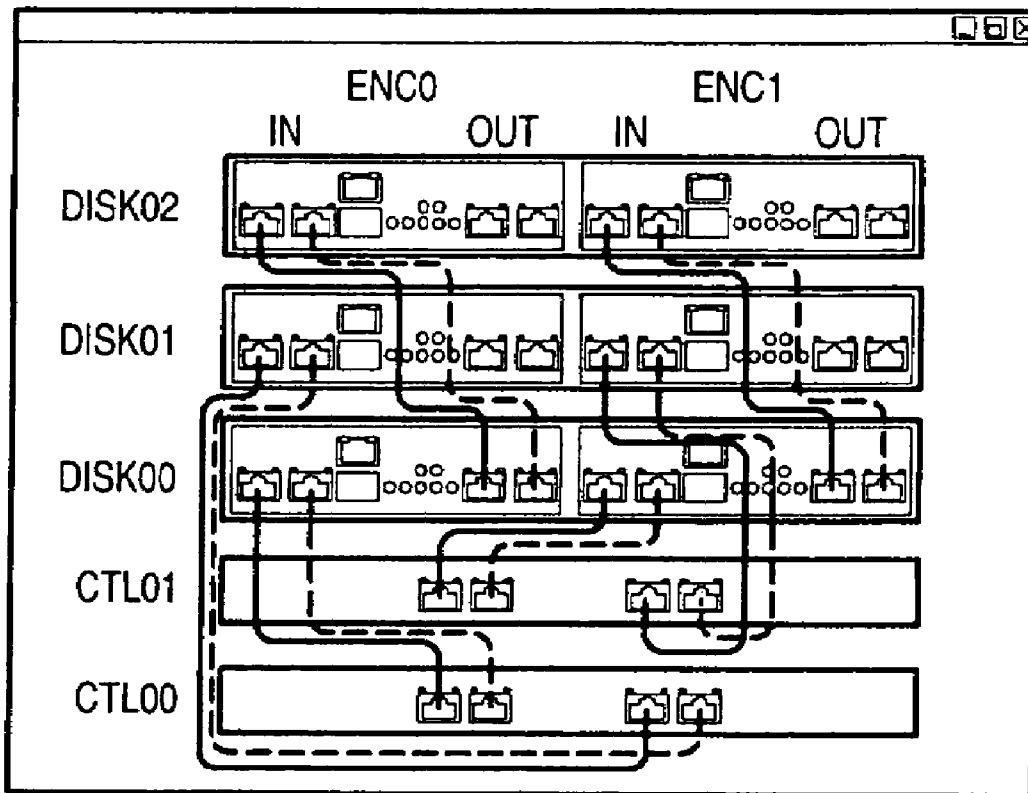 ENC0 ENC1
IN OUT IN OUT
DISK02
DISK01
DISK00
CTL01
CTL00